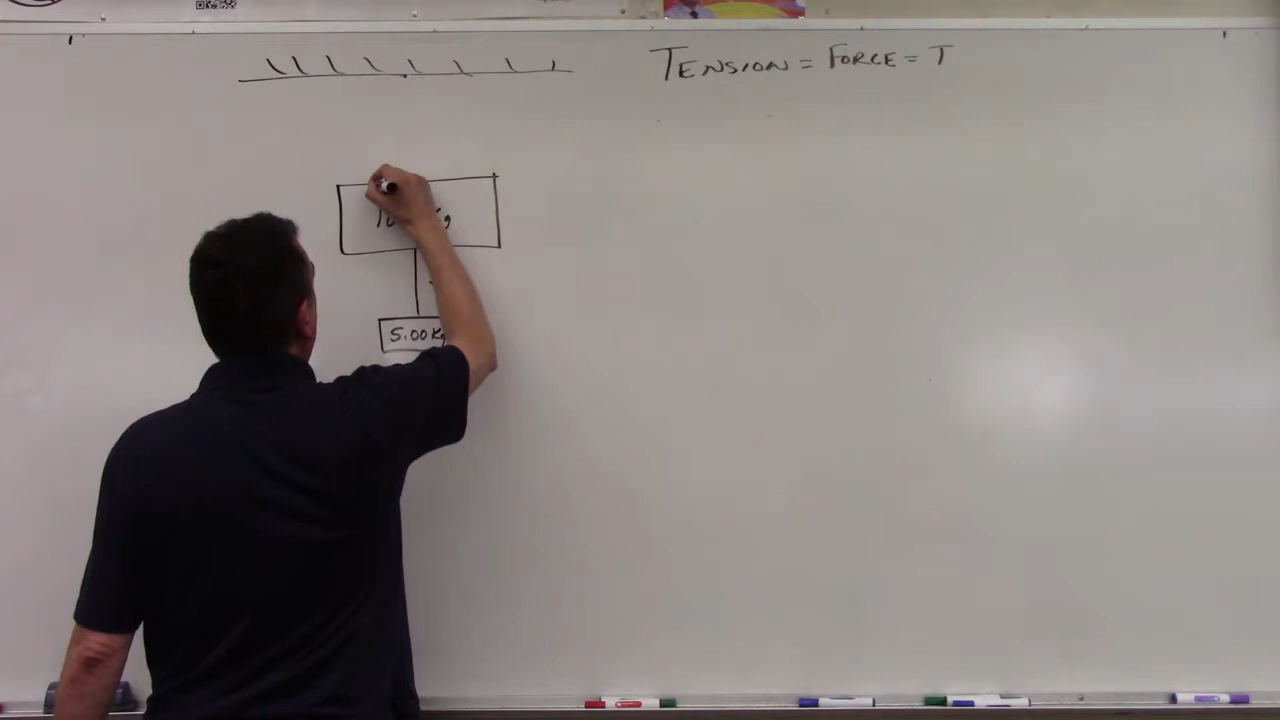 TENSION = FORCE = T
5.00 Kg